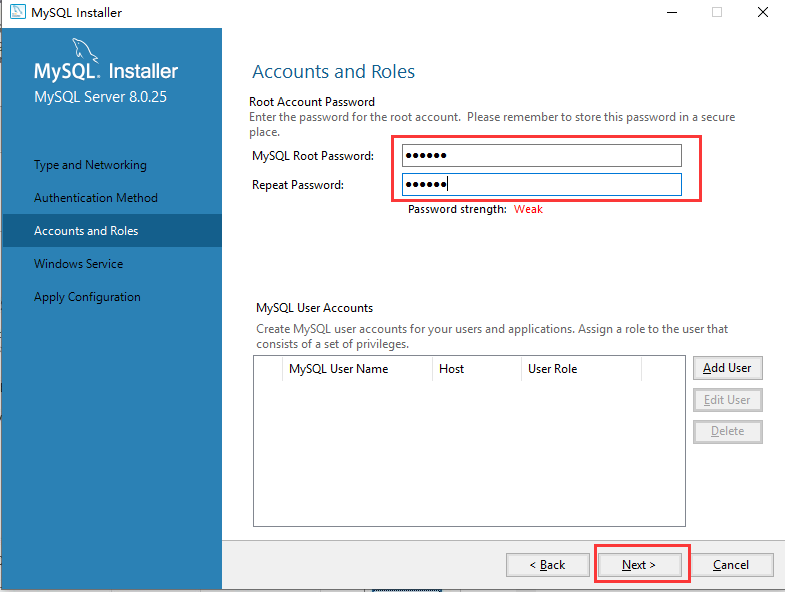 MySQL Installer
MySQL. Installer
MySQL Server 8.0.25
Type and Networking
Authentication Method
Accounts and Roles
Windows Service
Apply Configuration
Accounts and Roles
Root Account Password
Enter the password for the root account. Please remember to store this password in a secure
place.
MySQL Root Password: ●●●●●●
Repeat Password: ●●●●●●
Password strength: Weak
MySQL User Accounts
Create MySQL user accounts for your users and applications. Assign a role to the user that
consists of a set of privileges.
MySQL User Name Host User Role
Add User
Edit User
Delete
< Back Next > Cancel